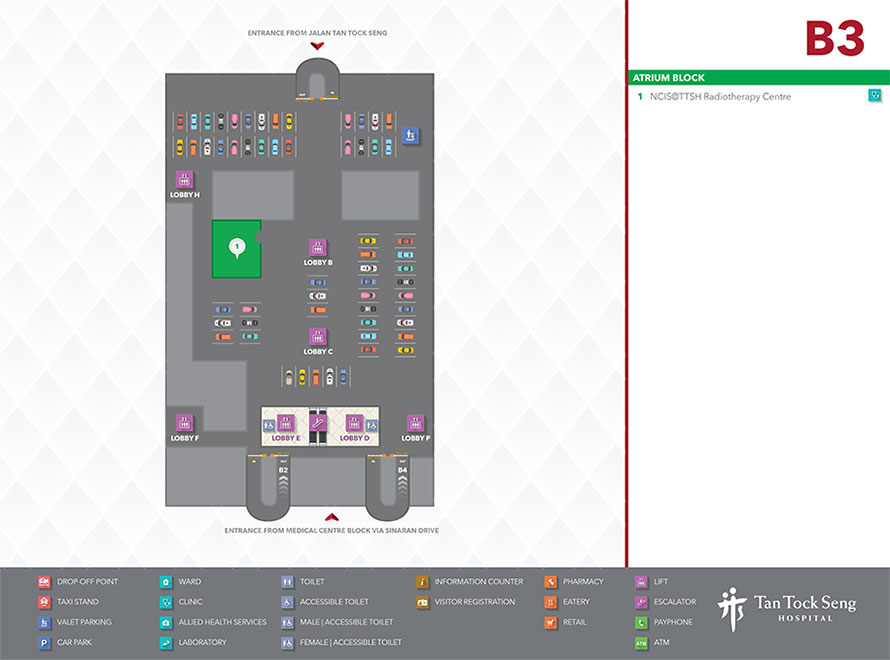 ENTRANCE FROM JALAN TAN TOCK SENG
LOBBY H
1
LOBBY B
LOBBY C
LOBBY F
LOBBY E
LOBBY D
LOBBY P
B2
B4
ENTRANCE FROM MEDICAL CENTRE BLOCK VIA SINARAN DRIVE
B3
ATRIUM BLOCK
1 NCIS@TTSH Radiotherapy Centre
DROP-OFF POINT
TAXI STAND
VALET PARKING
P CAR PARK
WARD
CLINIC
ALLIED HEALTH SERVICES
LABORATORY
TOILET
ACCESSIBLE TOILET
MALE | ACCESSIBLE TOILET
FEMALE | ACCESSIBLE TOILET
i INFORMATION COUNTER
VISITOR REGISTRATION
PHARMACY
EATERY
RETAIL
LIFT
ESCALATOR
PAYPHONE
ATM ATM
Tan Tock Seng
HOSPITAL